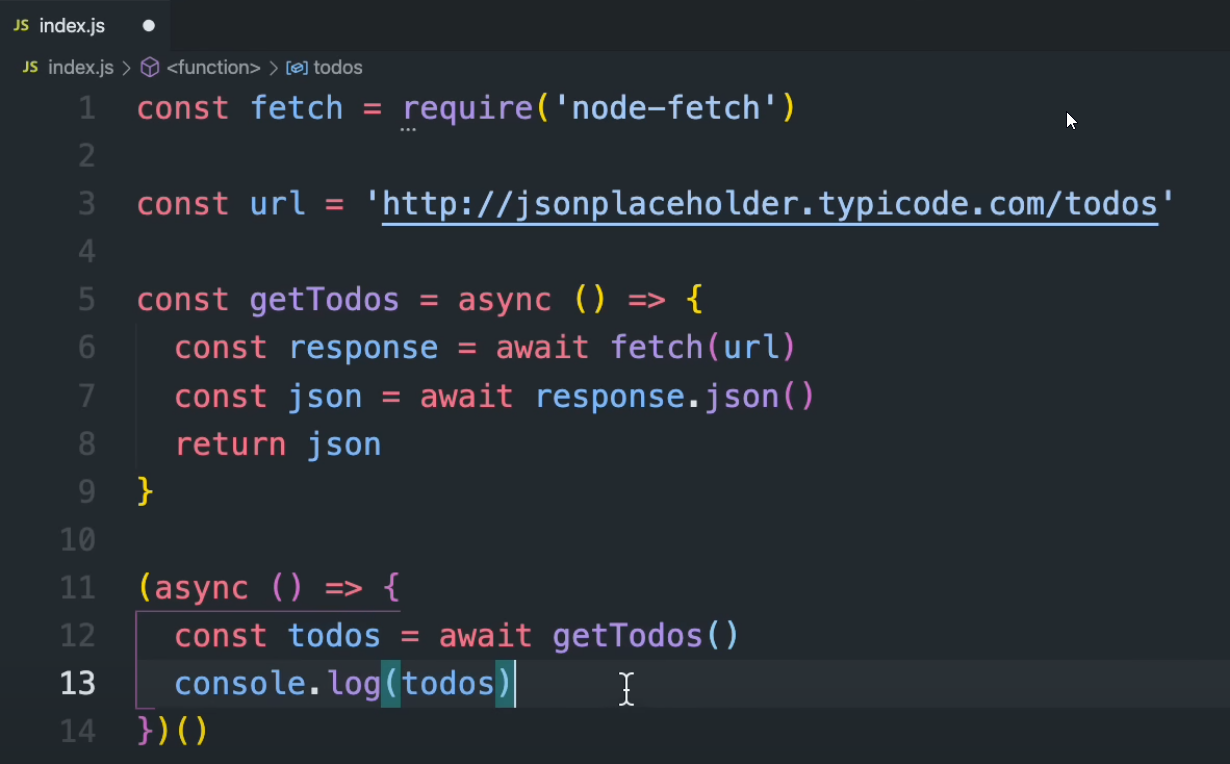 JS index.js
JS index.js > <function> > todos
1 const fetch = require('node-fetch')
2
3 const url = 'http://jsonplaceholder.typicode.com/todos'
4
5 const getTodos = async () => {
6   const response = await fetch(url)
7   const json = await response.json()
8   return json
9 }
10
11 (async () => {
12   const todos = await getTodos()
13   console.log(todos)
14 })()